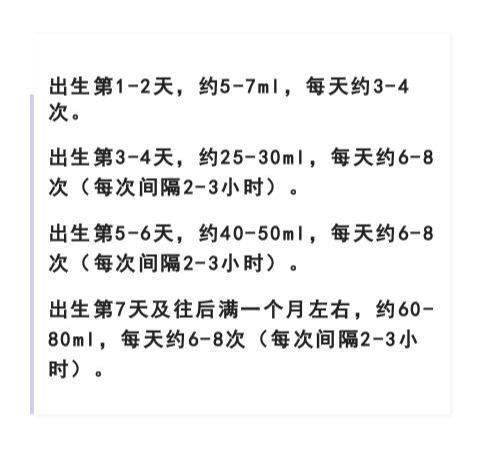 出生第1-2天，约5-7ml，每天约3-4
次。
出生第3-4天，约25-30ml，每天约6-8
次（每次间隔2-3小时）。
出生第5-6天，约40-50ml，每天约6-8
次（每次间隔2-3小时）。
出生第7天及往后满一个月左右，约60-
80ml，每天约6-8次（每次间隔2-3小
时）。